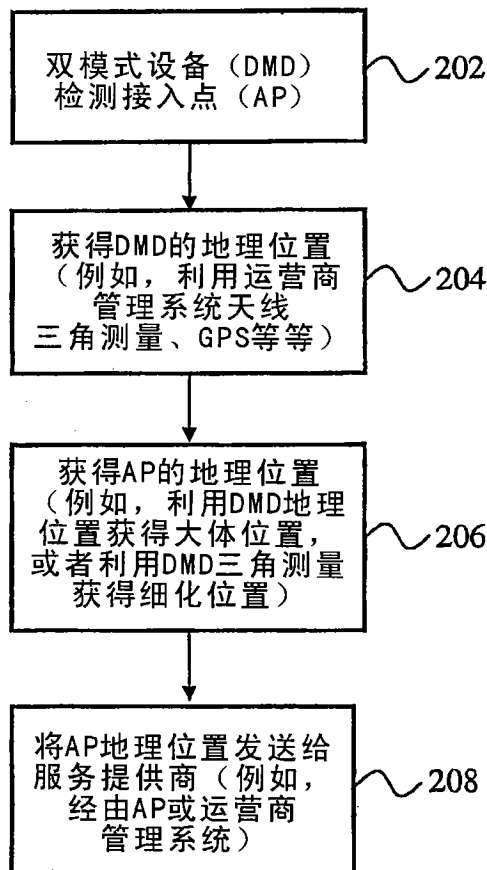 双模式设备（DMD）
检测接入点（AP）
202
获得DMD的地理位置
（例如，利用运营商
管理系统天线
三角测量、GPS等等）
204
获得AP的地理位置
（例如，利用DMD地理
位置获得大体位置，
或者利用DMD三角测量
获得细化位置）
206
将AP地理位置发送给
服务提供商（例如，
经由AP或运营商
管理系统）
208